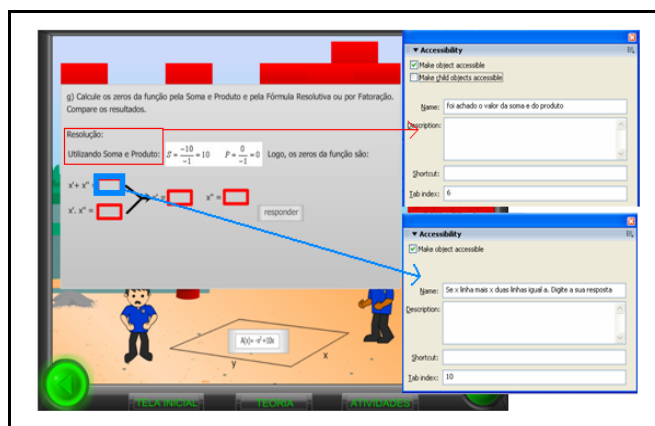 g) Calcule os zeros da função pela Soma e Produto e pela Fórmula Resolutiva ou por Fatoração.
Compare os resultados.
Resolução:
Utilizando Soma e Produto: S = -10/-1 = 10 P = 0/-1 = 0 Logo, os zeros da função são:
x'+ x" =
x' = x" =
x'. x" =
responder
A(x)= -x²+10x
y
x
TELA INICIAL TEORIA ATIVIDADES
▼ Accessibility
Make object accessible
Make child objects accessible
Name: foi achado o valor da soma e do produto
Description:
Shortcut:
Tab index: 6
▼ Accessibility
Make object accessible
Name: Se x linha mais x duas linhas igual a. Digite a sua resposta
Description:
Shortcut:
Tab index: 10